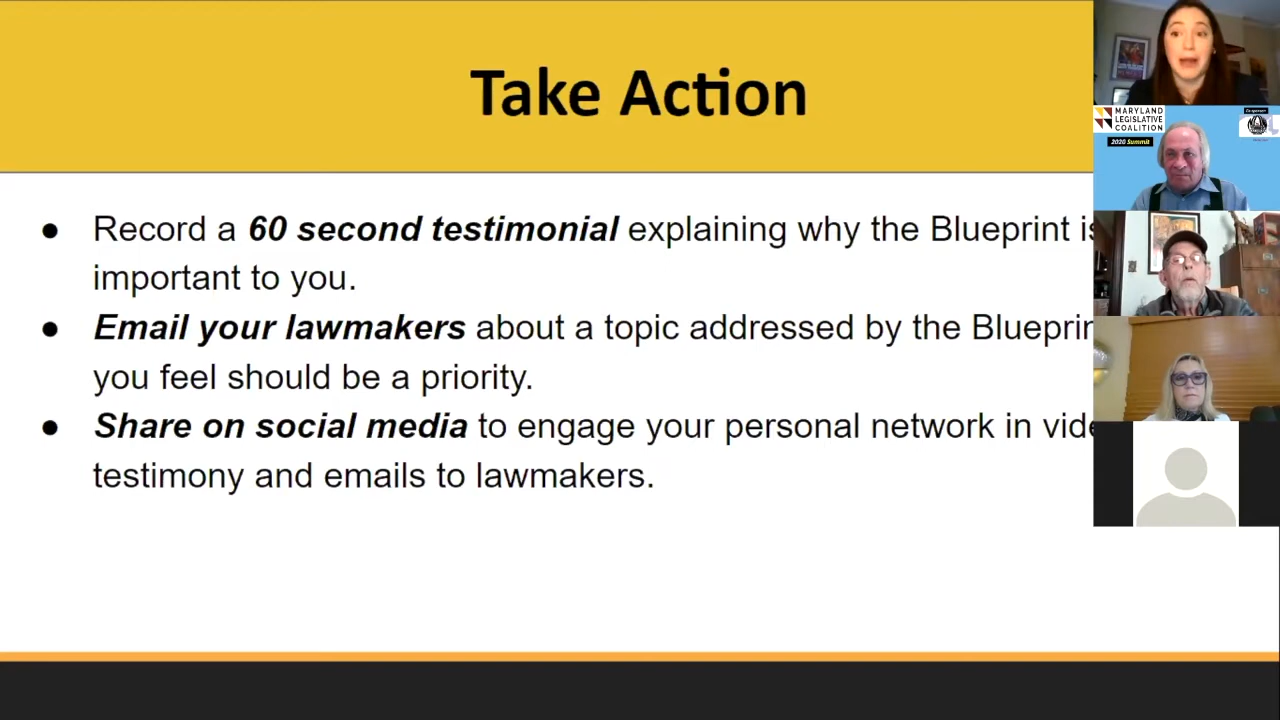 Take Action
● Record a 60 second testimonial explaining why the Blueprint is
important to you.
● Email your lawmakers about a topic addressed by the
you feel should be a priority.
● Share on social media to engage your personal network in
testimony and emails to lawmakers.
MARYLAND
LEGISLATIVE
COALITION
2020 Summit